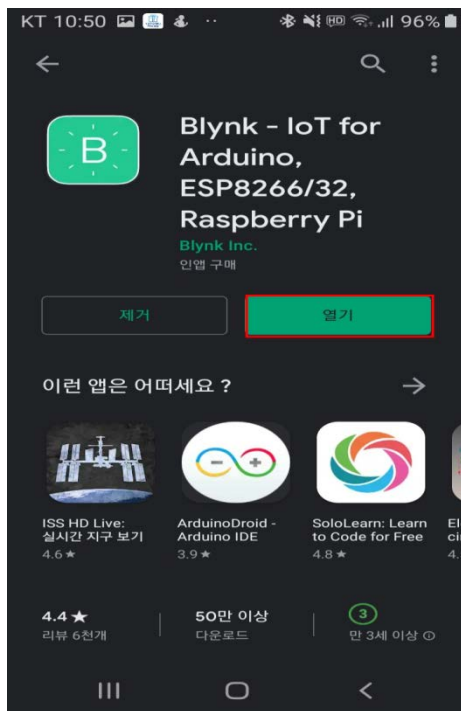 KT 10:50
HD
96%
B
Blynk - IoT for
Arduino,
ESP8266/32,
Raspberry Pi
Blynk Inc.
인앱 구매
제거
열기
이런 앱은 어떠세요 ?
ISS HD Live:
실시간 지구 보기
4.6★
ArduinoDroid -
Arduino IDE
3.9★
SoloLearn: Learn
to Code for Free
4.8★
El
ci
4.
4.4★
리뷰 6천개
50만 이상
다운로드
3
만 3세 이상